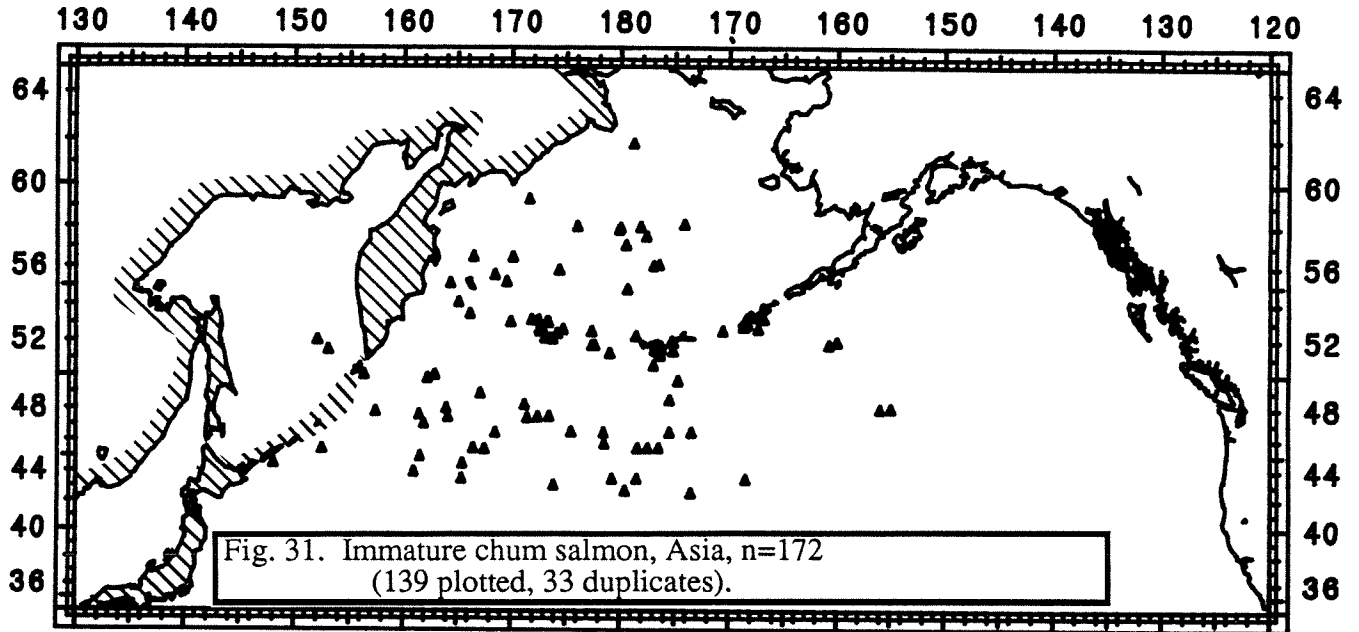 130 140 150 160 170 180 170 160 150 140 130 120
64 64
60 60
56 56
52 52
48 48
44 44
40 40
36 36
Fig. 31. Immature chum salmon, Asia, n=172
(139 plotted, 33 duplicates).